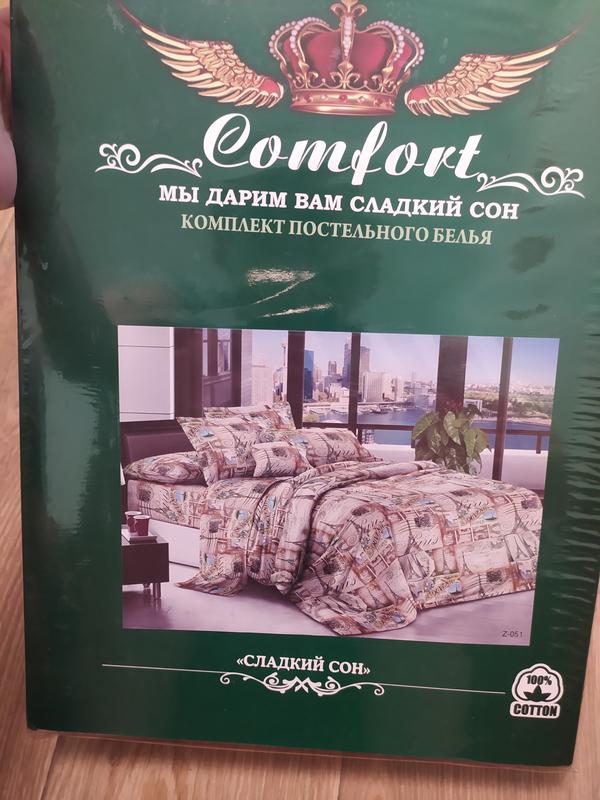 Comfort
МЫ ДАРИМ ВАМ СЛАДКИЙ СОН
КОМПЛЕКТ ПОСТЕЛЬНОГО БЕЛЬЯ
Z-051
«СЛАДКИЙ СОН»
100%
COTTON